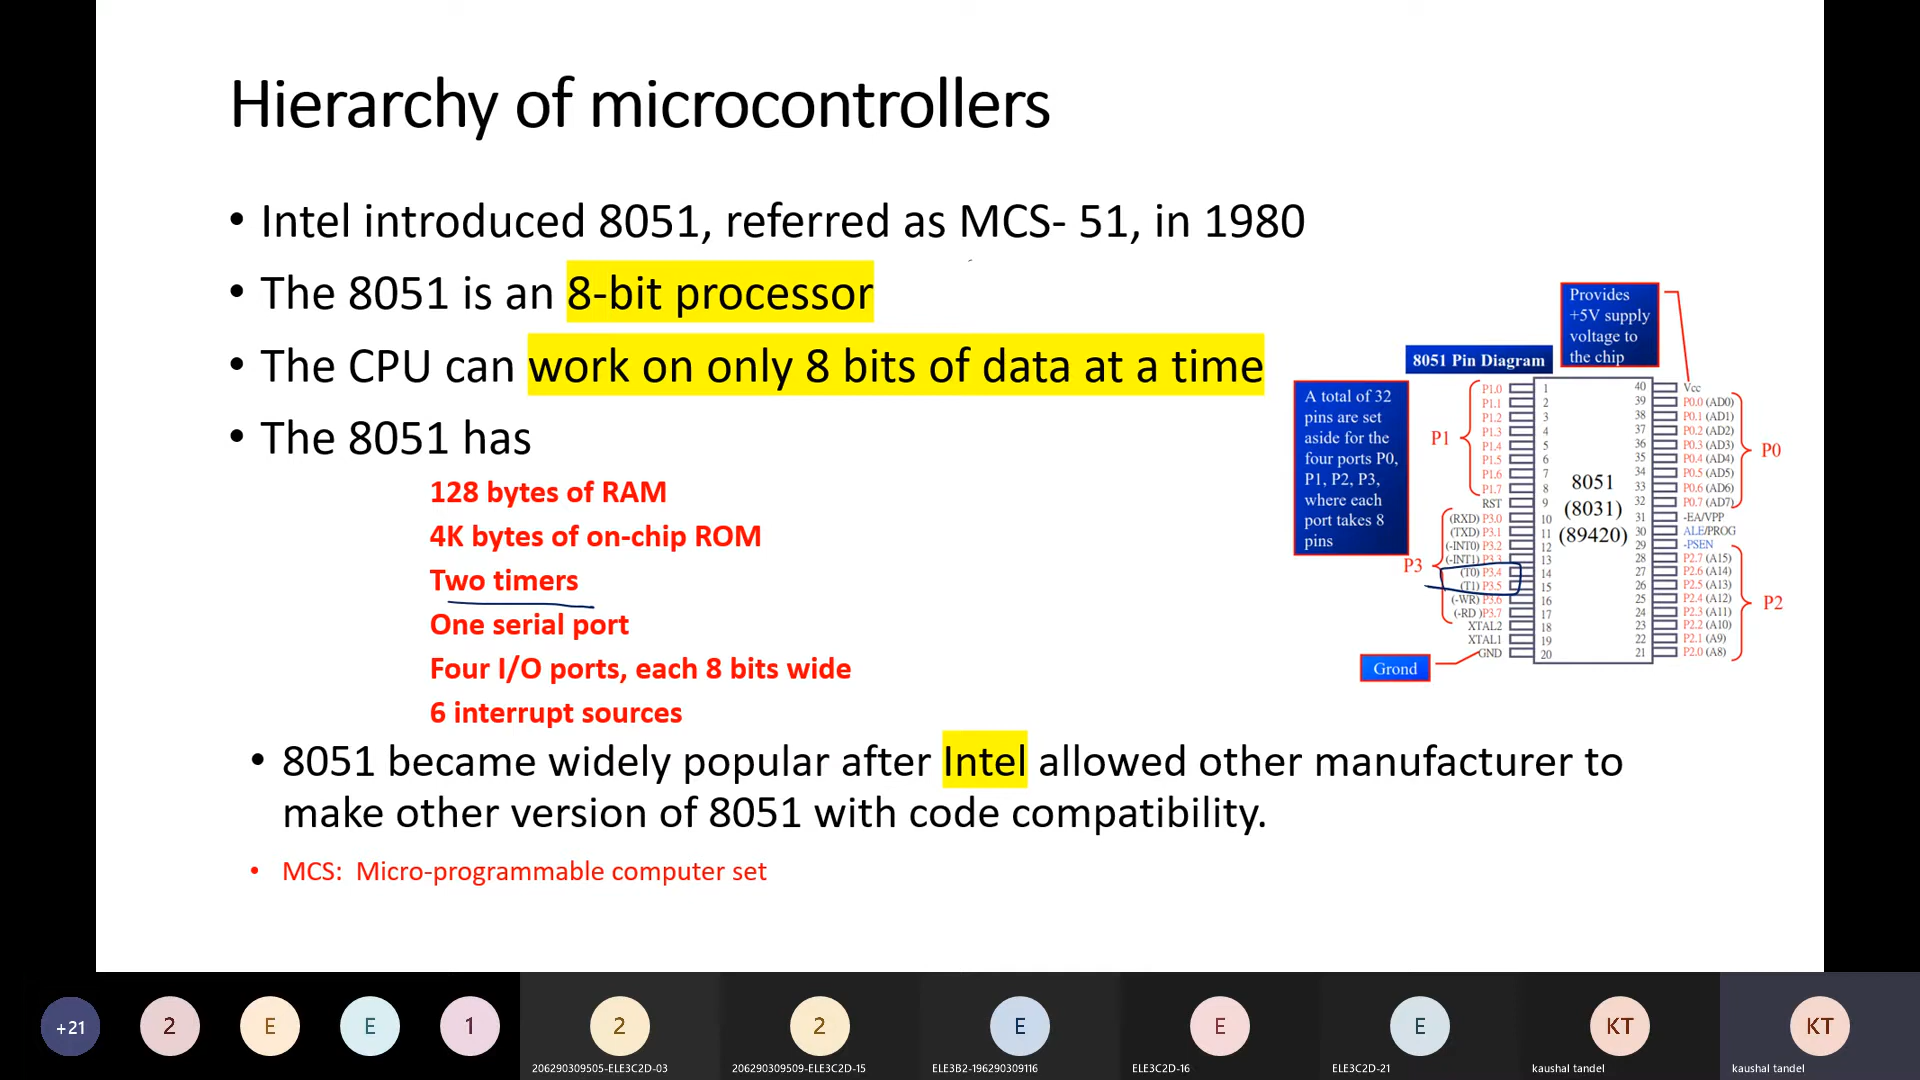 Hierarchy of microcontrollers
• Intel introduced 8051, referred as MCS- 51, in 1980
• The 8051 is an 8-bit processor
• The CPU can work on only 8 bits of data at a time
• The 8051 has
128 bytes of RAM
4K bytes of on-chip ROM
Two timers
One serial port
Four I/O ports, each 8 bits wide
6 interrupt sources
• 8051 became widely popular after Intel allowed other manufacturer to
make other version of 8051 with code compatibility.
• MCS: Micro-programmable computer set
Provides
+5V supply
voltage to
the chip
8051 Pin Diagram
A total of 32
pins are set
aside for the
four ports P0,
P1, P2, P3,
where each
port takes 8
pins
P1
P3
P0
P2
8051
(8031)
(89420)
P1.0 1
P1.1 2
P1.2 3
P1.3 4
P1.4 5
P1.5 6
P1.6 7
P1.7 8
RST 9
(RXD) P3.0 10
(TXD) P3.1 11
(-INT0) P3.2 12
(-INT1) P3.3 13
(T0) P3.4 14
(T1) P3.5 15
(-WR) P3.6 16
(-RD )P3.7 17
XTAL2 18
XTAL1 19
GND 20
40 Vcc
39 P0.0 (AD0)
38 P0.1 (AD1)
37 P0.2 (AD2)
36 P0.3 (AD3)
35 P0.4 (AD4)
34 P0.5 (AD5)
33 P0.6 (AD6)
32 P0.7 (AD7)
31 -EA/VPP
30 ALE/PROG
29 -PSEN
28 P2.7 (A15)
27 P2.6 (A14)
26 P2.5 (A13)
25 P2.4 (A12)
24 P2.3 (A11)
23 P2.2 (A10)
22 P2.1 (A9)
21 P2.0 (A8)
Grond
+21
2
E
E
1
2
2
E
E
E
KT
KT
206290309505-ELE3C2D-03
206290309509-ELE3C2D-15
ELE3B2-196290309116
ELE3C2D-16
ELE3C2D-21
kaushal tandel
kaushal tandel